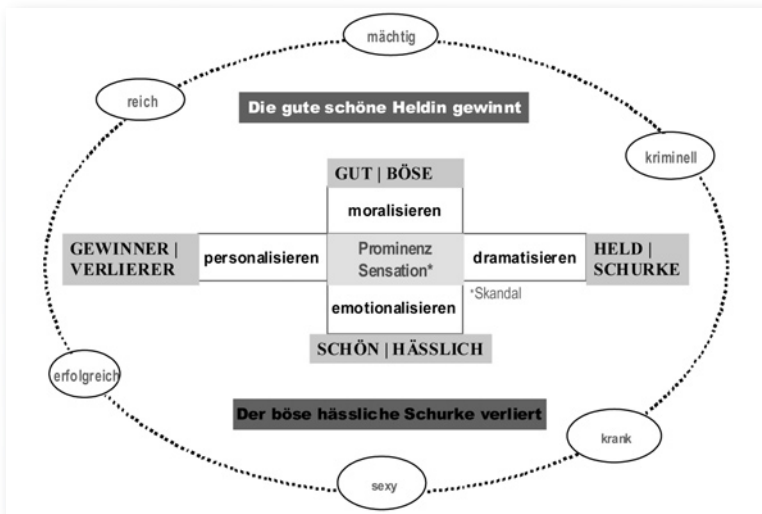 mächtig
reich
Die gute schöne Heldin gewinnt
kriminell
GUT | BÖSE
moralisieren
GEWINNER |
VERLIERER
personalisieren
Prominenz
Sensation*
dramatisieren
HELD |
SCHURKE
*Skandal
emotionalisieren
SCHÖN | HÄSSLICH
erfolgreich
Der böse hässliche Schurke verliert
krank
sexy